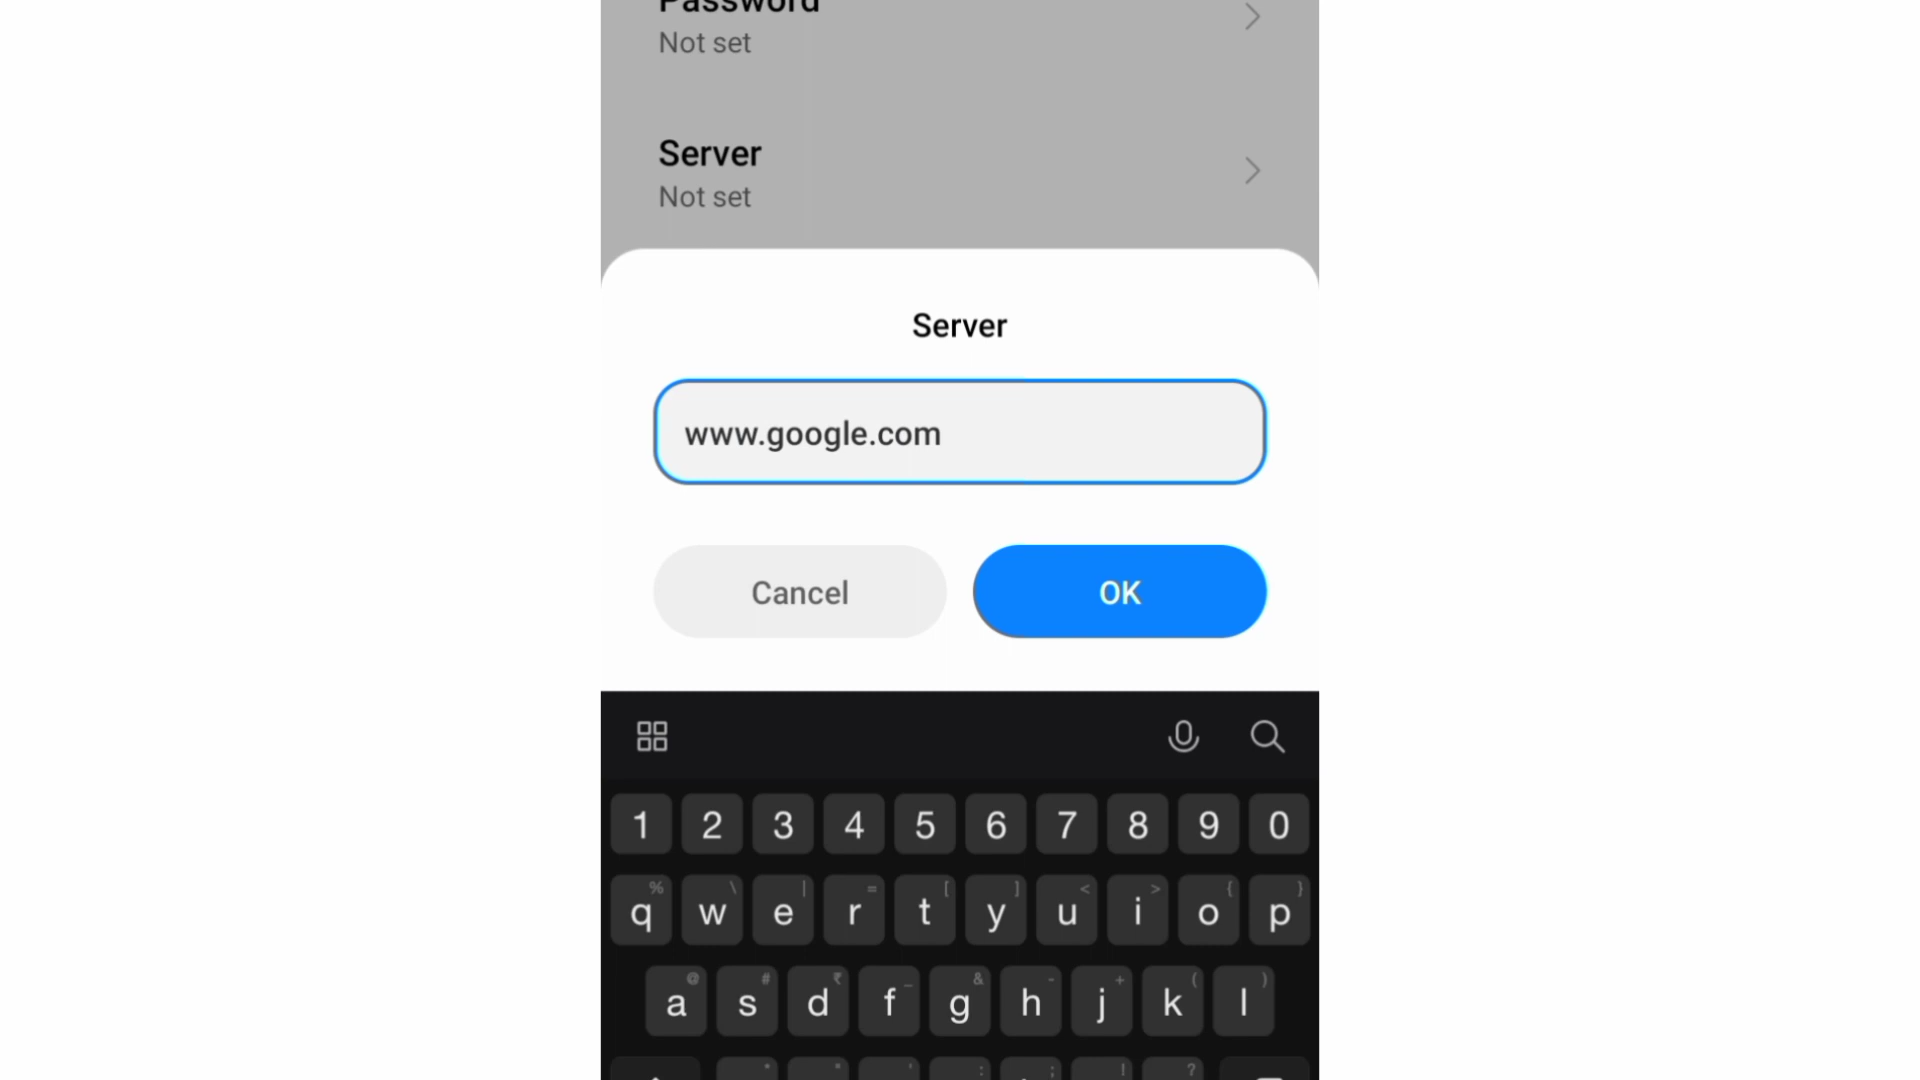 Password
Not set
Server
Not set
Server
www.google.com
Cancel
OK
1 2 3 4 5 6 7 8 9 0
% \ | = [ ] < > { }
q w e r t y u i o p
@ # ₹ _ & - + ( )
a s d f g h j k l
* " ' : ; ! ?